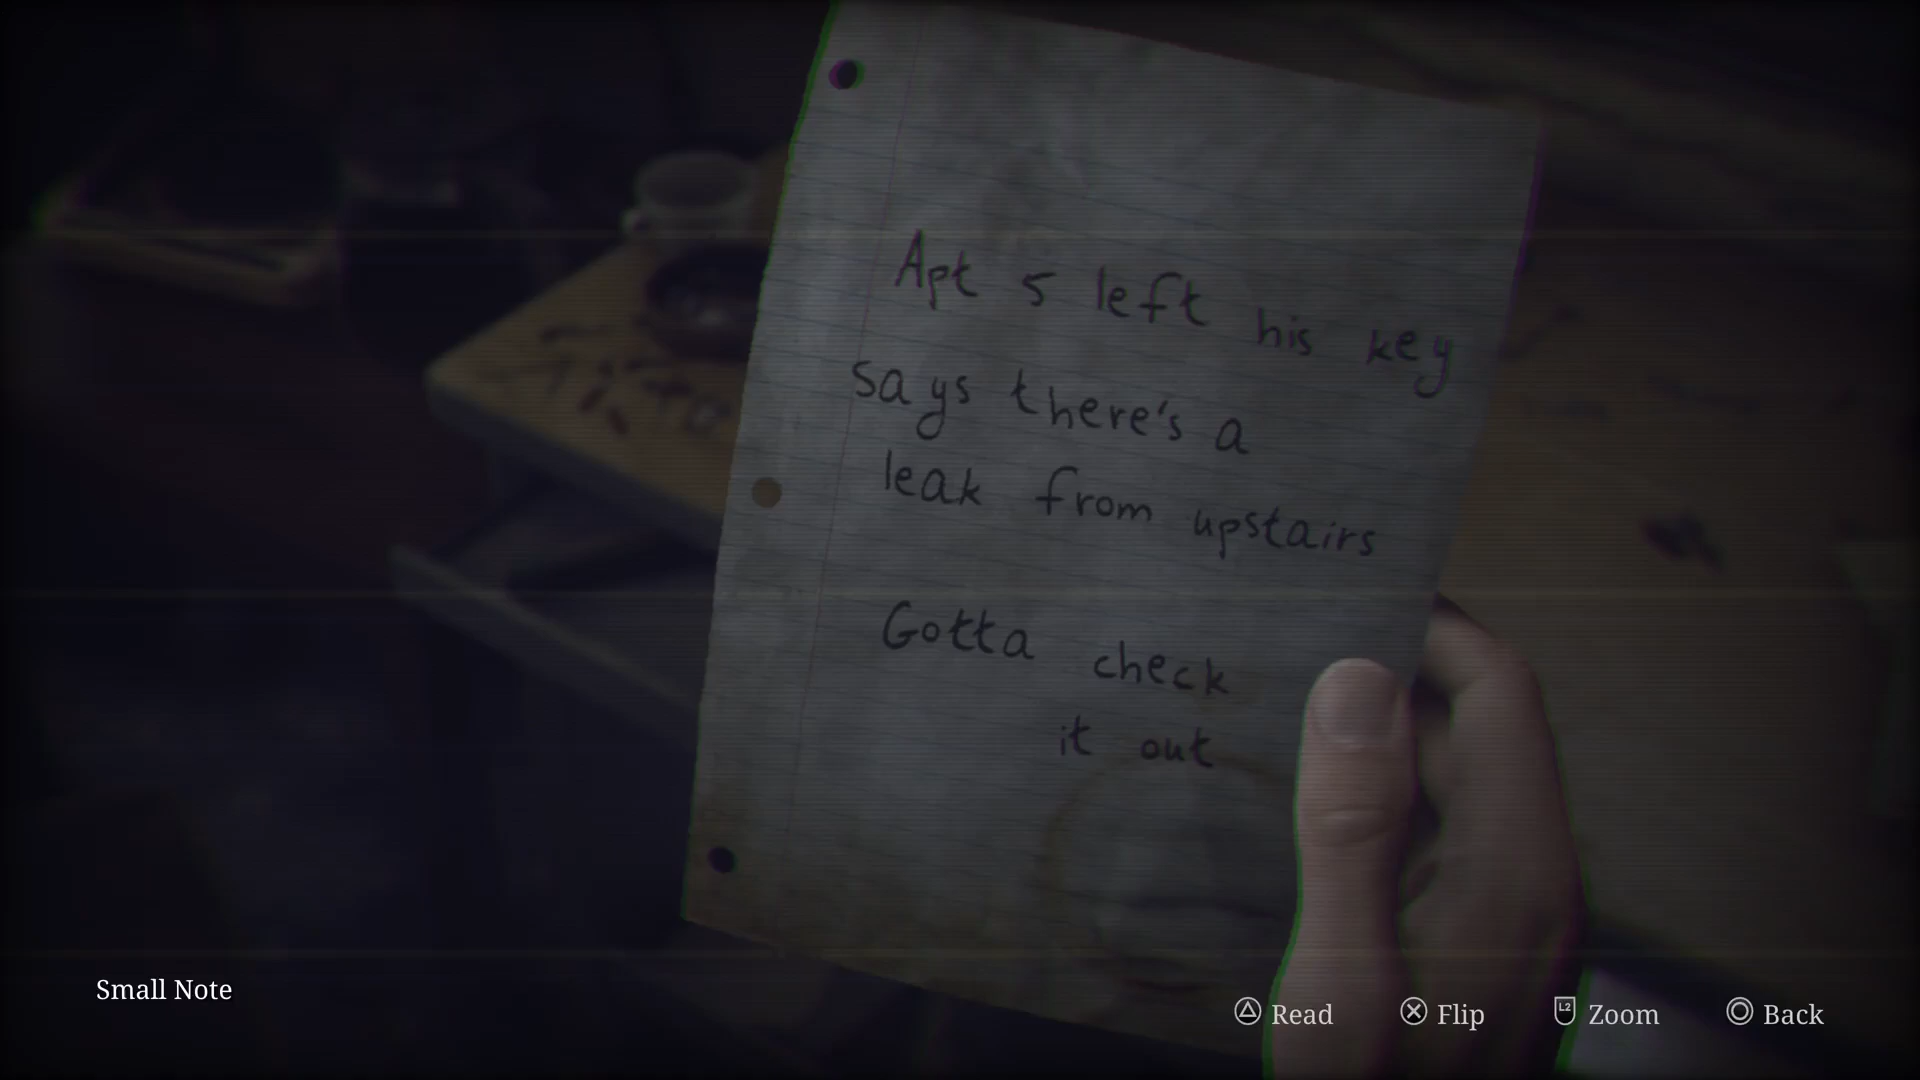 Apt 5 left his key
says there's a
leak from upstairs
Gotta check
it out
Small Note
Read
Flip
L2 Zoom
Back